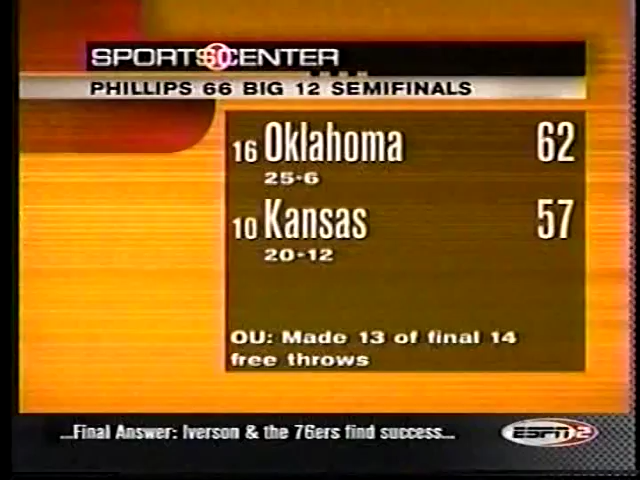 SPORTSCENTER
PHILLIPS 66 BIG 12 SEMIFINALS
16 Oklahoma 62
25-6
10 Kansas 57
20-12
OU: Made 13 of final 14
free throws
...Final Answer: Iverson & the 76ers find success...
ESPN2